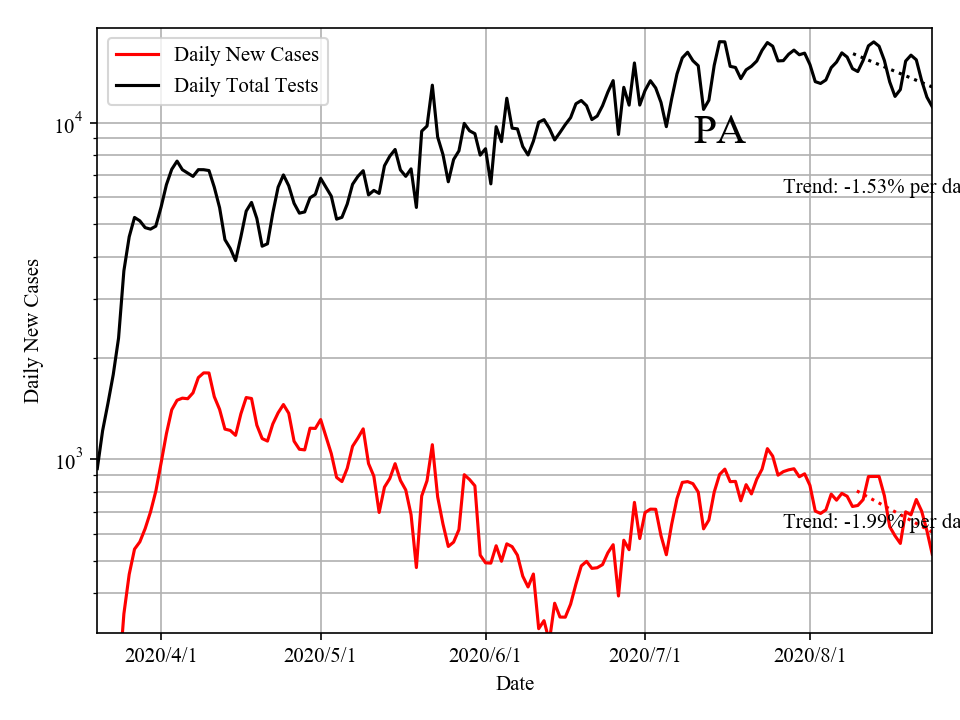 Daily New Cases
Daily Total Tests
10^4
PA
Trend: -1.53% per da
Daily New Cases
10^3
Trend: -1.99% per da
2020/4/1 2020/5/1 2020/6/1 2020/7/1 2020/8/1
Date